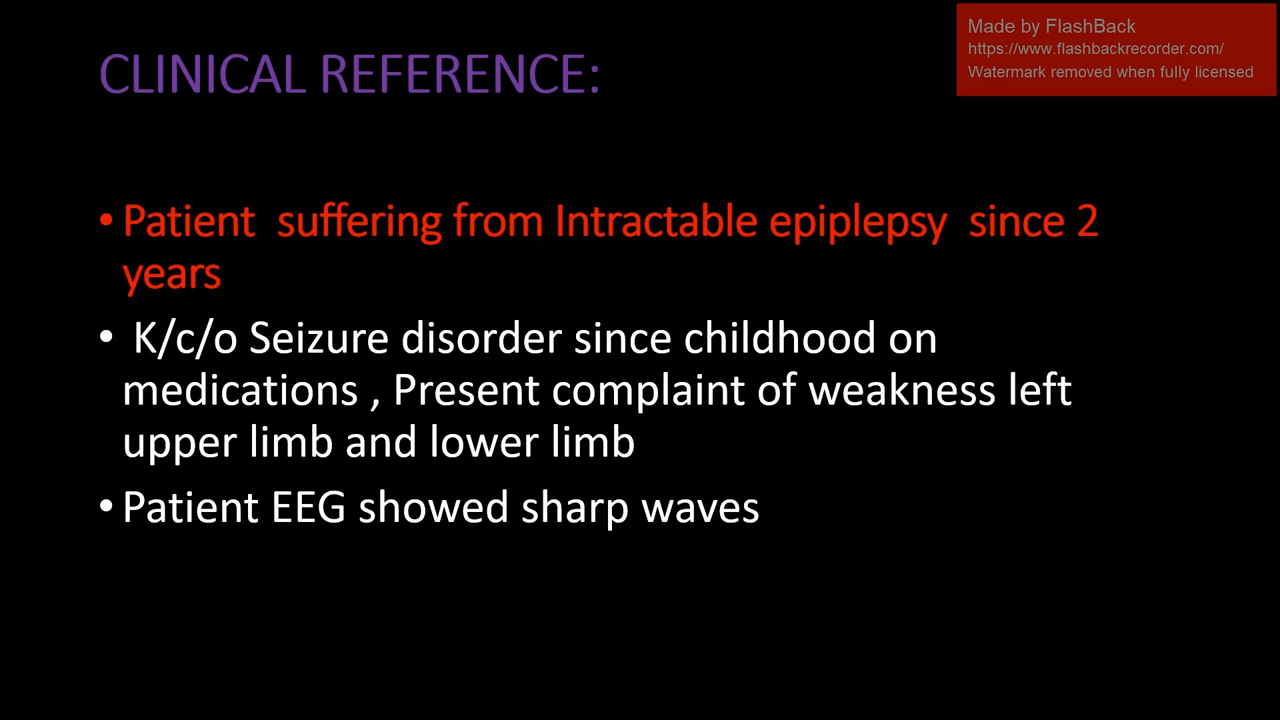 Made by FlashBack
https://www.flashbackrecorder.com/
Watermark removed when fully licensed
CLINICAL REFERENCE:
• Patient  suffering from Intractable epiplepsy  since 2
years
•  K/c/o Seizure disorder since childhood on
medications , Present complaint of weakness left
upper limb and lower limb
• Patient EEG showed sharp waves